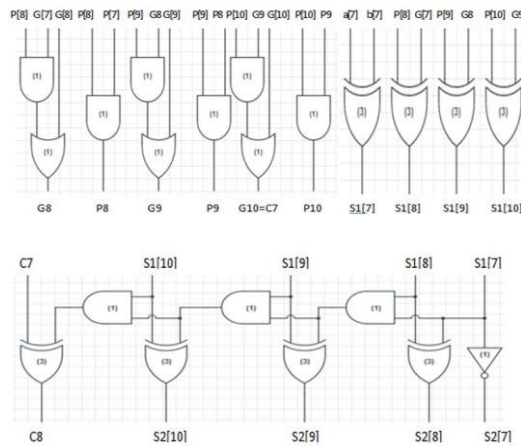 P[8] G[7] G[8] P[8] P[7] P[9] G8 G[9] P[9] P8 P[10] G9 G[10] P[10] P9 a[7] b[7] P[8] G[7] P[9] G8 P[10] G9
(1) (1) (1) (1) (1) (1) (3) (3) (3) (3)
(1) (1) (1)
G8 P8 G9 P9 G10=C7 P10 S1[7] S1[8] S1[9] S1[10]
C7 S1[10] S1[9] S1[8] S1[7]
(1) (1) (1)
(3) (3) (3) (3) (1)
C8 S2[10] S2[9] S2[8] S2[7]